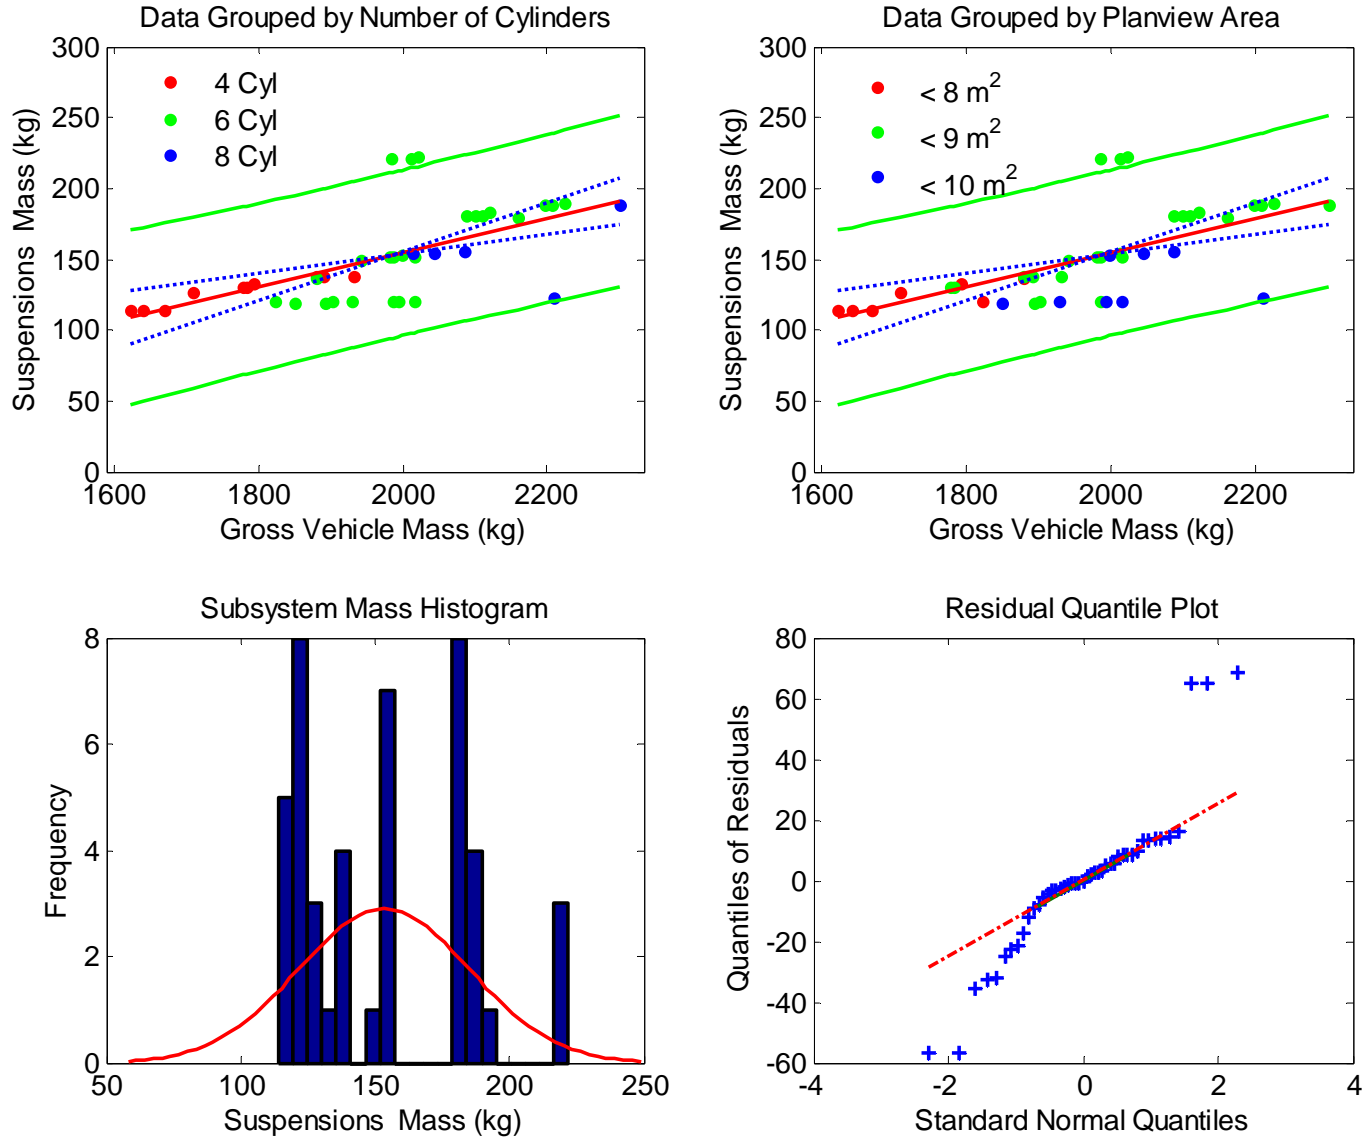 Data Grouped by Number of Cylinders
300
250
200
150
100
50
0
4 Cyl
6 Cyl
8 Cyl
Suspensions Mass (kg)
1600 1800 2000 2200
Gross Vehicle Mass (kg)
Data Grouped by Planview Area
300
250
200
150
100
50
0
< 8 m²
< 9 m²
< 10 m²
Suspensions Mass (kg)
1600 1800 2000 2200
Gross Vehicle Mass (kg)
Subsystem Mass Histogram
8
6
4
2
0
Frequency
50 100 150 200 250
Suspensions Mass (kg)
Residual Quantile Plot
80
60
40
20
0
-20
-40
-60
Quantiles of Residuals
-4 -2 0 2 4
Standard Normal Quantiles